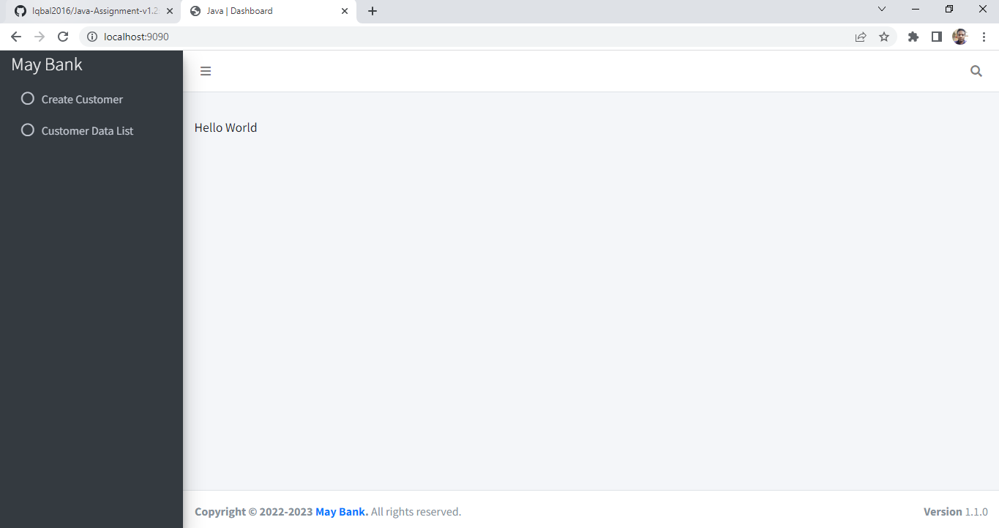 Iqbal2016/Java-Assignment-v1.2
Java | Dashboard
localhost:9090
May Bank
Create Customer
Customer Data List
Hello World
Copyright © 2022-2023 May Bank. All rights reserved.
Version 1.1.0